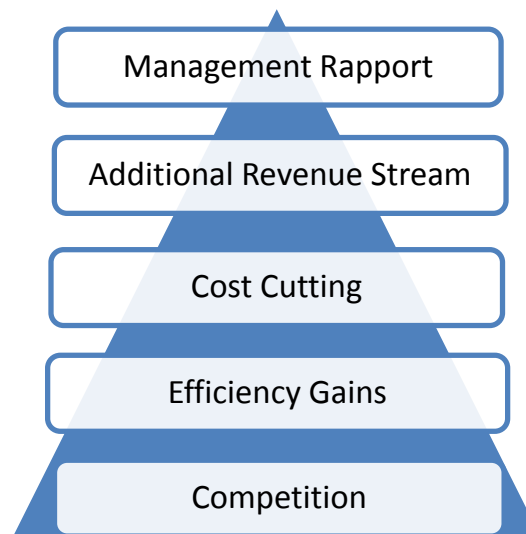 Management Rapport
Additional Revenue Stream
Cost Cutting
Efficiency Gains
Competition